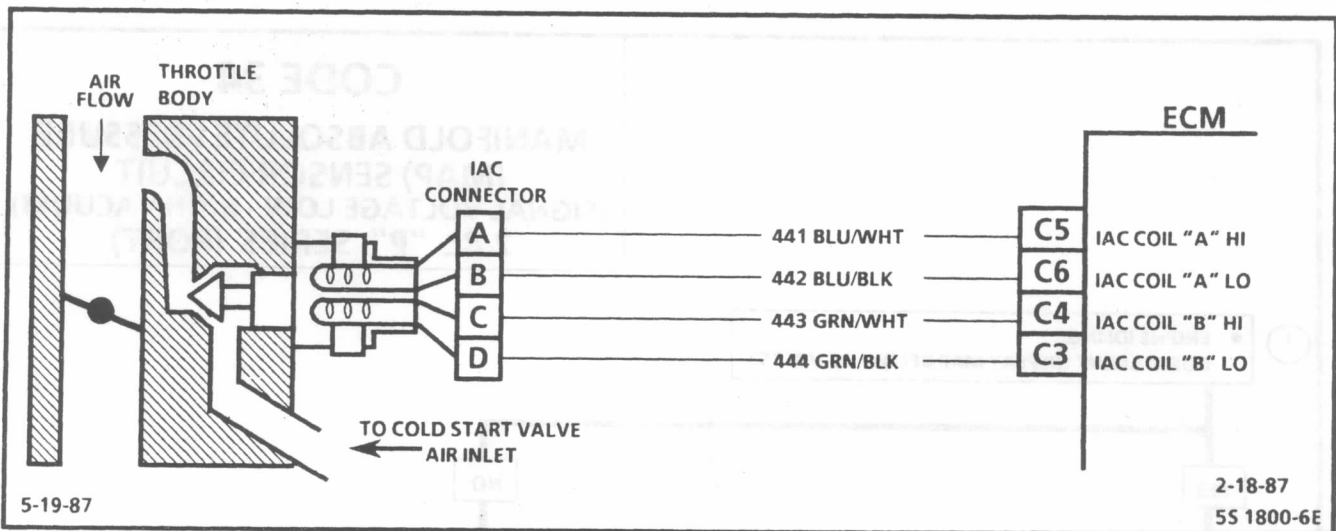 AIR
FLOW
THROTTLE
BODY
IAC
CONNECTOR
ECM
A
B
C
D
441 BLU/WHT
442 BLU/BLK
443 GRN/WHT
444 GRN/BLK
C5
C6
C4
C3
IAC COIL "A" HI
IAC COIL "A" LO
IAC COIL "B" HI
IAC COIL "B" LO
TO COLD START VALVE
AIR INLET
5-19-87
2-18-87
5S 1800-6E